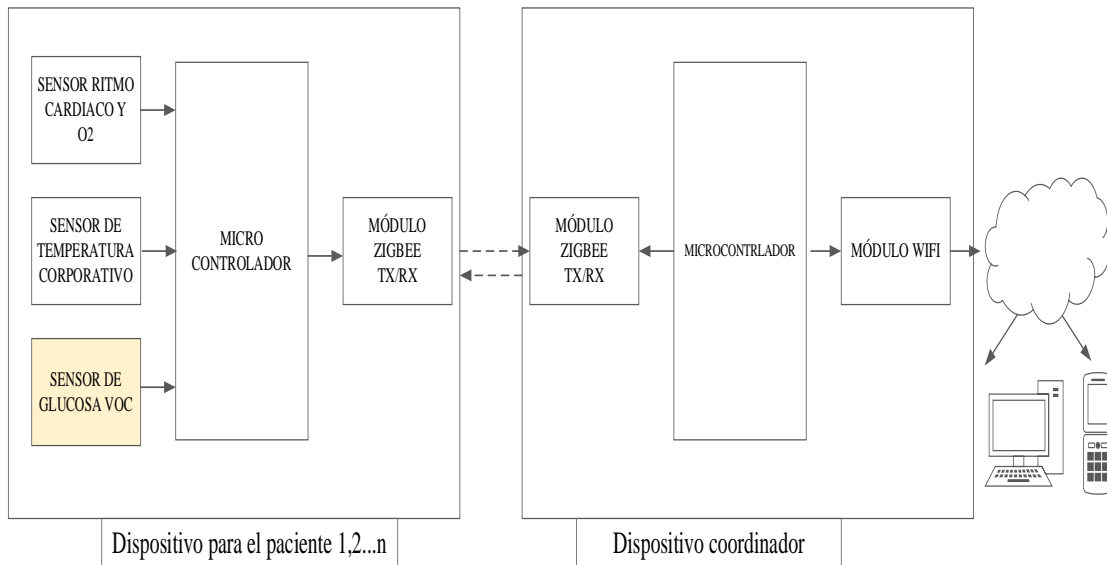 SENSOR RITMO
CARDIACO Y
O2
SENSOR DE
TEMPERATURA
CORPORATIVO
SENSOR DE
GLUCOSA VOC
MICRO
CONTROLADOR
MÓDULO
ZIGBEE
TX/RX
Dispositivo para el paciente 1,2...n
MÓDULO
ZIGBEE
TX/RX
MICROCONTRLADOR
MÓDULO WIFI
Dispositivo coordinador